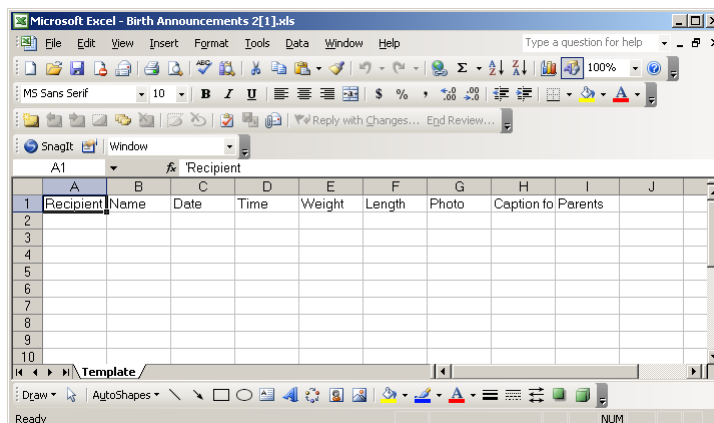 Microsoft Excel - Birth Announcements 2[1].xls
File Edit View Insert Format Tools Data Window Help Type a question for help
100%
MS Sans Serif 10 B I U $ % ,
Reply with Changes... End Review...
SnagIt Window
A1 fx 'Recipient
A B C D E F G H I J
1 Recipient Name Date Time Weight Length Photo Caption fo Parents
2
3
4
5
6
7
8
9
10
Template
Draw AutoShapes
Ready NUM